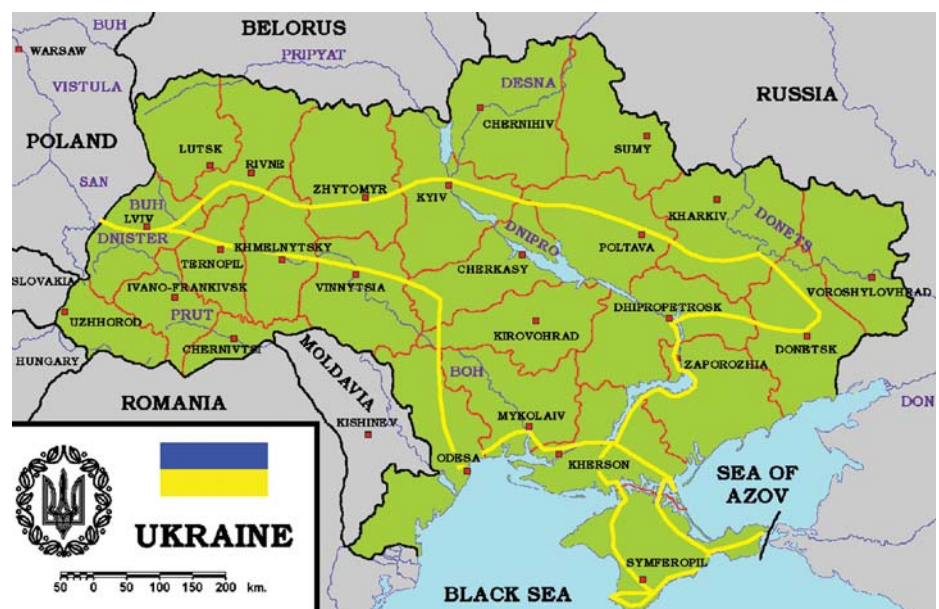 BUH
BELORUS
WARSAW
PRIPYAT
DESNA
VISTULA
RUSSIA
CHERNIHIV
POLAND
SUMY
LUTSK
RIVNE
SAN
ZHYTOMYR
KYIV
KHARKIV
BUH
LVIV
DONETS
DNIPRO
DNISTER
KHMELNYTSKY
POLTAVA
TERNOPIL
CHERKASY
SLOVAKIA
IVANO-FRANKIVSK
VINNYTSIA
VOROSHYLOVHRAD
UZHHOROD
PRUT
DHIPROPETROSK
KIROVOHRAD
CHERNIVTSI
DONETSK
HUNGARY
MOLDAVIA
ZAPOROZHIA
BOH
ROMANIA
DON
KISHINEV
MYKOLAIV
ODESA
KHERSON
SEA OF
AZOV
UKRAINE
SYMFEROPIL
50 0 50 100 120 200 km.
BLACK SEA